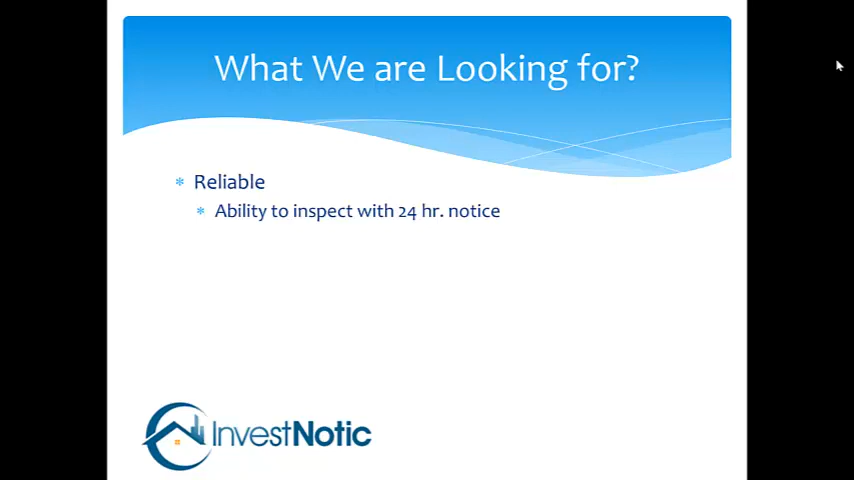 What We are Looking for?
Reliable
Ability to inspect with 24 hr. notice
InvestNotic